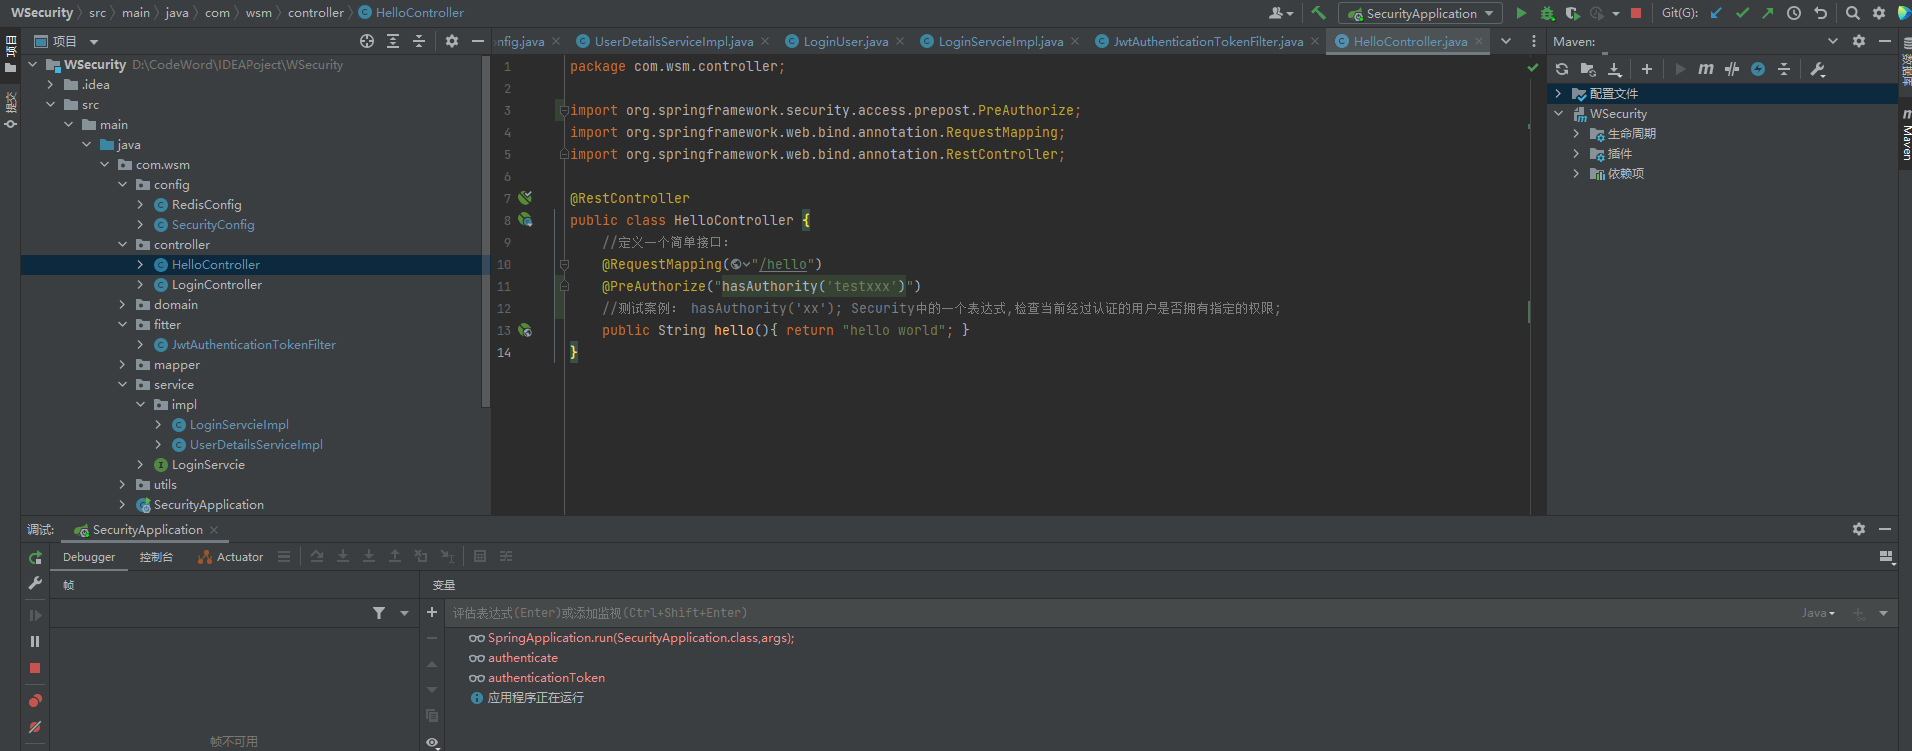 WSecurity src main java com wsm controller HelloController
SecurityApplication
Git(G):
项目
提交
项目
WSecurity D:\CodeWord\IDEAPoject\WSecurity
.idea
src
main
java
com.wsm
config
RedisConfig
SecurityConfig
controller
HelloController
LoginController
domain
fitter
JwtAuthenticationTokenFilter
mapper
service
impl
LoginServcieImpl
UserDetailsServiceImpl
LoginServcie
utils
SecurityApplication
nfig.java UserDetailsServiceImpl.java LoginUser.java LoginServcieImpl.java JwtAuthenticationTokenFilter.java HelloController.java
1 package com.wsm.controller;
2
3 import org.springframework.security.access.prepost.PreAuthorize;
4 import org.springframework.web.bind.annotation.RequestMapping;
5 import org.springframework.web.bind.annotation.RestController;
6
7 @RestController
8 public class HelloController {
9 //定义一个简单接口:
10 @RequestMapping("/hello")
11 @PreAuthorize("hasAuthority('testxxx')")
12 //测试案例: hasAuthority('xx'); Security中的一个表达式,检查当前经过认证的用户是否拥有指定的权限;
13 public String hello(){ return "hello world"; }
14 }
Maven:
配置文件
WSecurity
生命周期
插件
依赖项
Maven
调试: SecurityApplication
Debugger 控制台 Actuator
帧
帧不可用
变量
评估表达式(Enter)或添加监视(Ctrl+Shift+Enter)
Java
SpringApplication.run(SecurityApplication.class,args);
authenticate
authenticationToken
应用程序正在运行